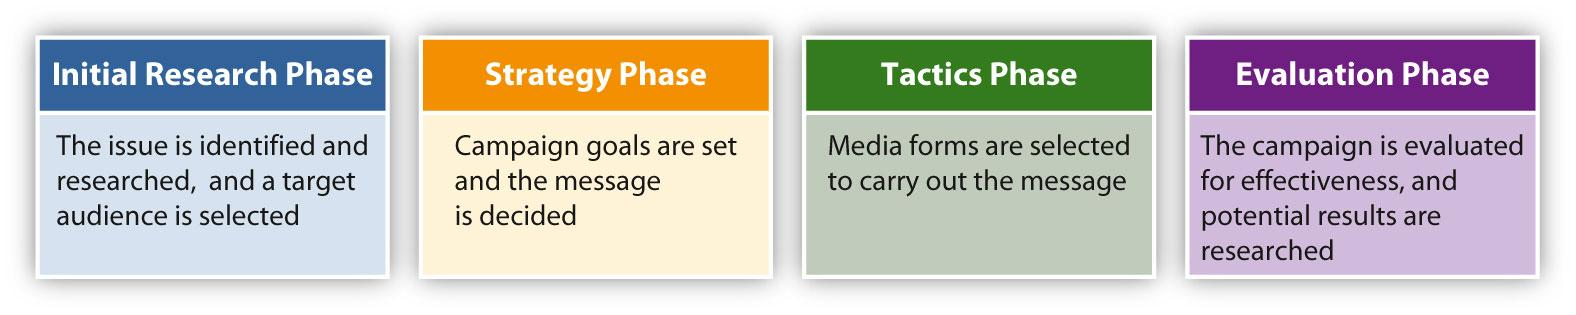 Initial Research Phase
The issue is identified and
researched, and a target
audience is selected
Strategy Phase
Campaign goals are set
and the message
is decided
Tactics Phase
Media forms are selected
to carry out the message
Evaluation Phase
The campaign is evaluated
for effectiveness, and
potential results are
researched